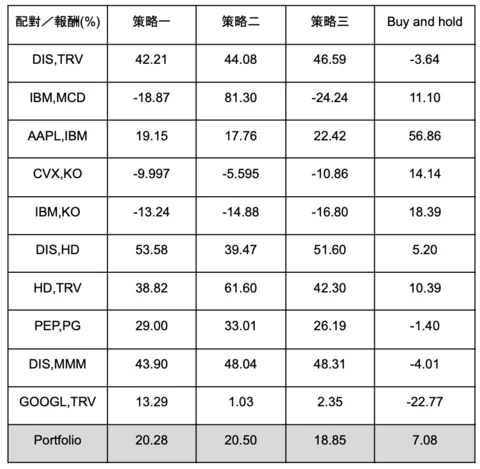 配對／報酬(%) 策略一 策略二 策略三 Buy and hold
DIS,TRV 42.21 44.08 46.59 -3.64
IBM,MCD -18.87 81.30 -24.24 11.10
AAPL,IBM 19.15 17.76 22.42 56.86
CVX,KO -9.997 -5.595 -10.86 14.14
IBM,KO -13.24 -14.88 -16.80 18.39
DIS,HD 53.58 39.47 51.60 5.20
HD,TRV 38.82 61.60 42.30 10.39
PEP,PG 29.00 33.01 26.19 -1.40
DIS,MMM 43.90 48.04 48.31 -4.01
GOOGL,TRV 13.29 1.03 2.35 -22.77
Portfolio 20.28 20.50 18.85 7.08